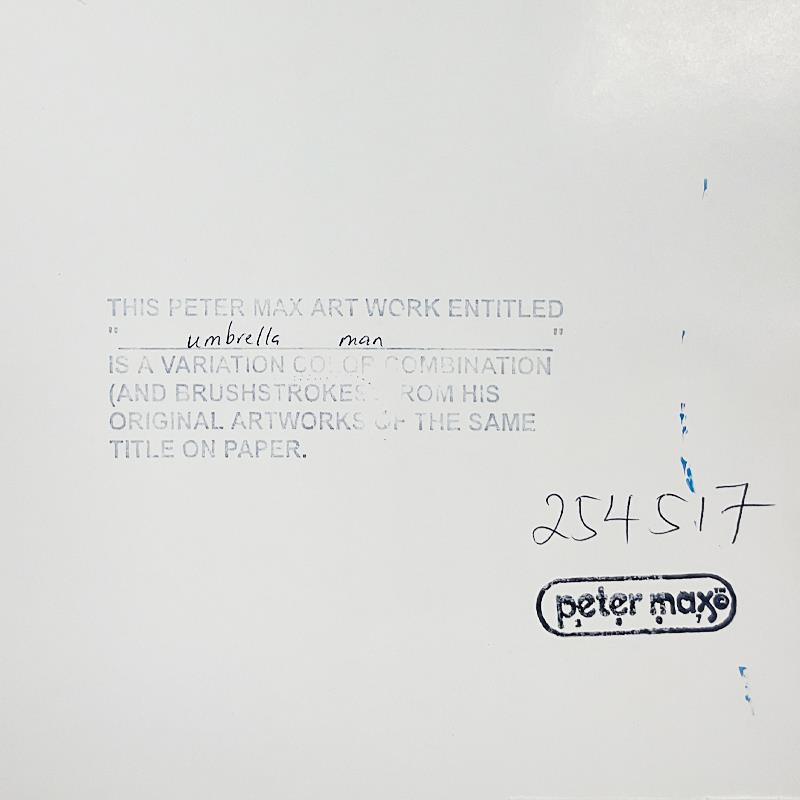 THIS PETER MAX ART WORK ENTITLED
" umbrella man "
IS A VARIATION COLOR COMBINATION
(AND BRUSHSTROKES) FROM HIS
ORIGINAL ARTWORKS OF THE SAME
TITLE ON PAPER.
254517
peter max ©